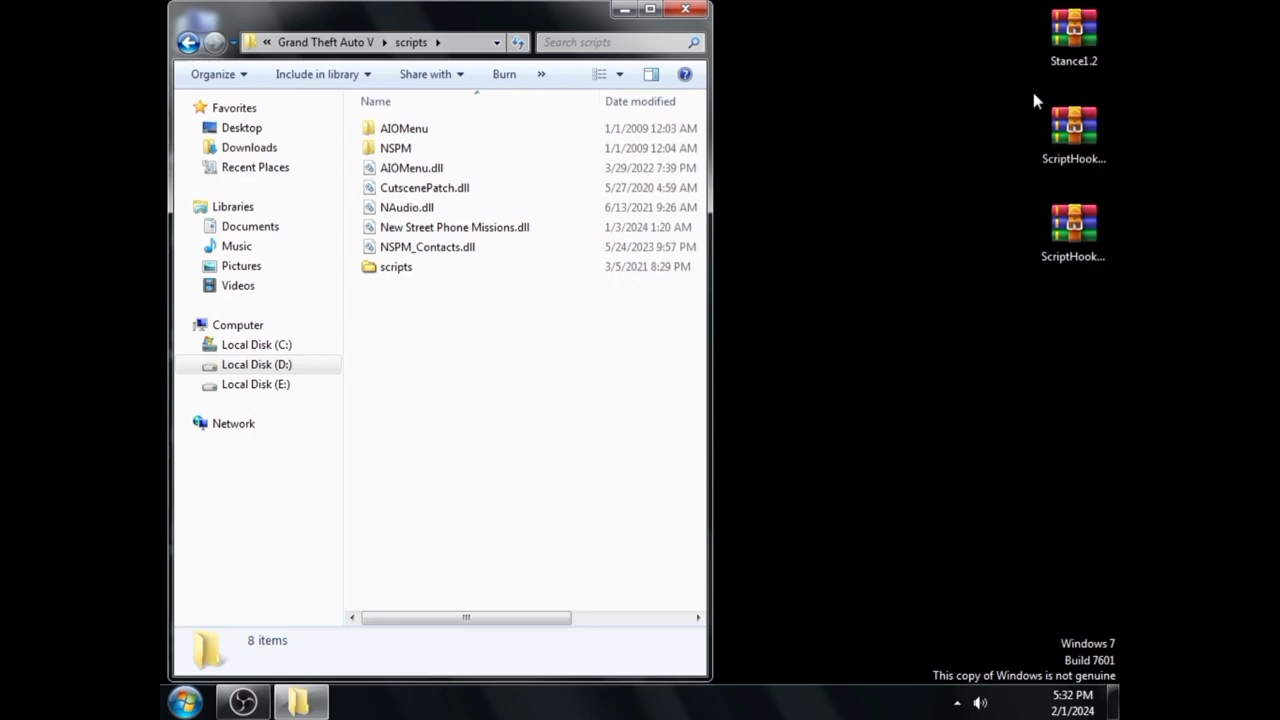 « Grand Theft Auto V ▸ scripts ▸
Search scripts
Organize Include in library Share with Burn »
Favorites
Desktop
Downloads
Recent Places
Libraries
Documents
Music
Pictures
Videos
Computer
Local Disk (C:)
Local Disk (D:)
Local Disk (E:)
Network
Name Date modified
AIOMenu 1/1/2009 12:03 AM
NSPM 1/1/2009 12:04 AM
AIOMenu.dll 3/29/2022 7:39 PM
CutscenePatch.dll 5/27/2020 4:59 AM
NAudio.dll 6/13/2021 9:26 AM
New Street Phone Missions.dll 1/3/2024 1:20 AM
NSPM_Contacts.dll 5/24/2023 9:57 PM
scripts 3/5/2021 8:29 PM
8 items
Stance1.2
ScriptHook...
ScriptHook...
Windows 7
Build 7601
This copy of Windows is not genuine
5:32 PM
2/1/2024